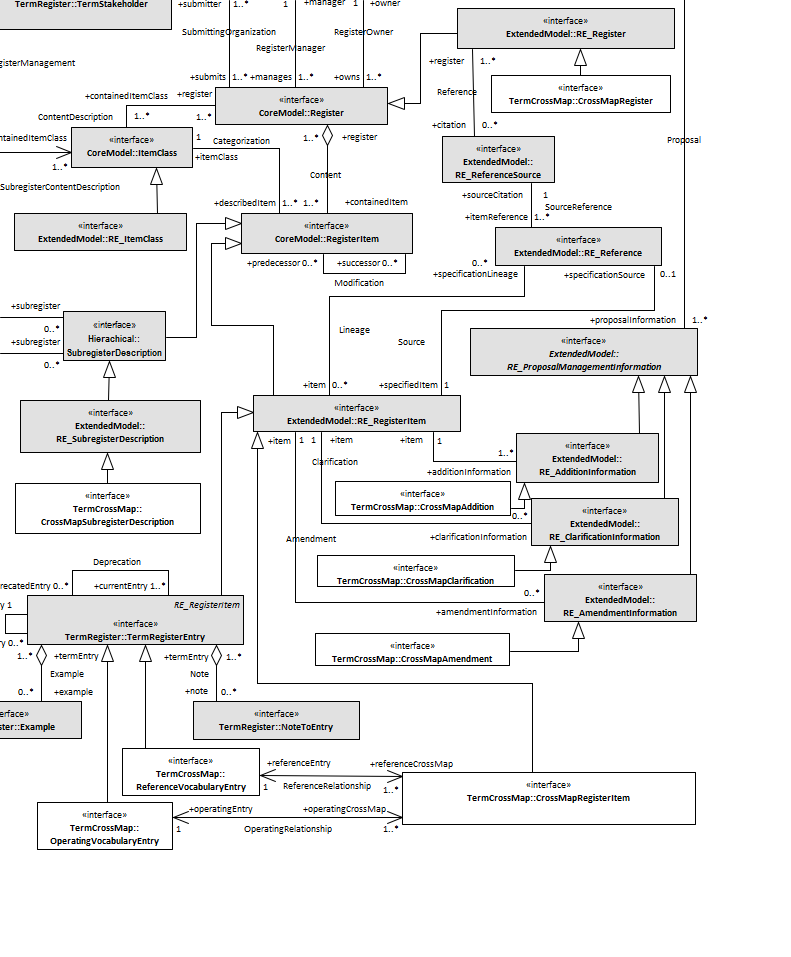 TermRegister::TermStakeholder
+submitter
1..*
1
+manager
1
+owner
SubmittingOrganization
RegisterManager
RegisterOwner
+submits
1..*
+manages
1..*
+owns
1..*
«interface»
ExtendedModel::RE_Register
+register
1..*
Reference
«interface»
TermCrossMap::CrossMapRegister
+citation
0..*
Proposal
gisterManagement
+containedItemClass
+register
ContentDescription
1..*
1..*
«interface»
CoreModel::Register
ntainedItemClass
1..*
«interface»
CoreModel::ItemClass
1
Categorization
+itemClass
1..*
+register
Content
«interface»
ExtendedModel::
RE_ReferenceSource
+sourceCitation
1
SourceReference
+itemReference
1..*
SubregisterContentDescription
+describedItem
1..*
1..*
+containedItem
«interface»
ExtendedModel::RE_ItemClass
«interface»
CoreModel::RegisterItem
«interface»
ExtendedModel::RE_Reference
+predecessor 0..*
+successor 0..*
Modification
0..*
+specificationLineage
+specificationSource
0..1
+subregister
0..*
+subregister
0..*
«interface»
Hierachical::
SubregisterDescription
Lineage
Source
+proposalInformation
1..*
«interface»
ExtendedModel::
RE_ProposalManagementInformation
+item
0..*
+specifiedItem
1
«interface»
ExtendedModel::
RE_SubregisterDescription
«interface»
ExtendedModel::RE_RegisterItem
+item
1
1
+item
+item
1
Clarification
1..*
+additionInformation
«interface»
ExtendedModel::
RE_AdditionInformation
«interface»
TermCrossMap::
CrossMapSubregisterDescription
«interface»
TermCrossMap::CrossMapAddition
0..*
«interface»
ExtendedModel::
RE_ClarificationInformation
Amendment
+clarificationInformation
«interface»
TermCrossMap::CrossMapClarification
Deprecation
recatedEntry 0..*
+currentEntry 1..*
0..*
+amendmentInformation
«interface»
ExtendedModel::
RE_AmendmentInformation
y 1
ry 0..*
RE_RegisterItem
«interface»
TermRegister::TermRegisterEntry
«interface»
TermCrossMap::CrossMapAmendment
1..*
+termEntry
+termEntry
1..*
Example
Note
0..*
+example
+note
0..*
erface»
ster::Example
«interface»
TermRegister::NoteToEntry
«interface»
TermCrossMap::
ReferenceVocabularyEntry
+referenceEntry
+referenceCrossMap
1
ReferenceRelationship
1..*
«interface»
TermCrossMap::CrossMapRegisterItem
«interface»
TermCrossMap::
OperatingVocabularyEntry
+operatingEntry
+operatingCrossMap
1
OperatingRelationship
1..*